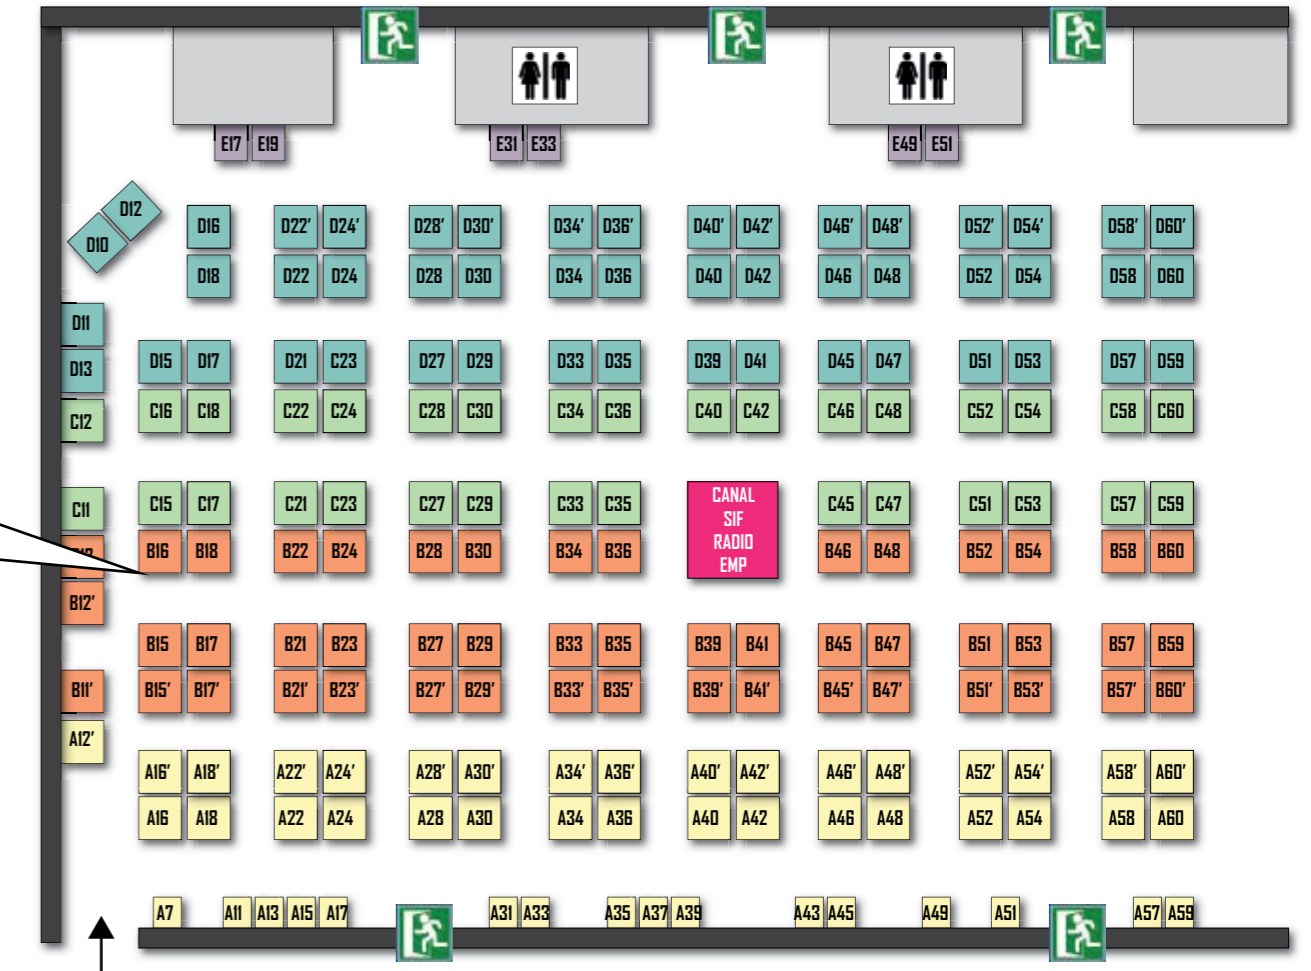 E17 E19 E31 E33 E49 E51
D12
D10
D16 D22' D24' D28' D30' D34' D36' D40' D42' D46' D48' D52' D54' D58' D60'
D18 D22 D24 D28 D30 D34 D36 D40 D42 D46 D48 D52 D54 D58 D60
D11
D13 D15 D17 D21 C23 D27 D29 D33 D35 D39 D41 D45 D47 D51 D53 D57 D59
C12 C16 C18 C22 C24 C28 C30 C34 C36 C40 C42 C46 C48 C52 C54 C58 C60
C11 C15 C17 C21 C23 C27 C29 C33 C35 C45 C47 C51 C53 C57 C59
CANAL
SIF
RADIO
EMP
B16 B18 B22 B24 B28 B30 B34 B36 B46 B48 B52 B54 B58 B60
B12'
B15 B17 B21 B23 B27 B29 B33 B35 B39 B41 B45 B47 B51 B53 B57 B59
B11' B15' B17' B21' B23' B27' B29' B33' B35' B39' B41' B45' B47' B51' B53' B57' B60'
A12'
A16' A18' A22' A24' A28' A30' A34' A36' A40' A42' A46' A48' A52' A54' A58' A60'
A16 A18 A22 A24 A28 A30 A34 A36 A40 A42 A46 A48 A52 A54 A58 A60
A7 A11 A13 A15 A17 A31 A33 A35 A37 A39 A43 A45 A49 A51 A57 A59